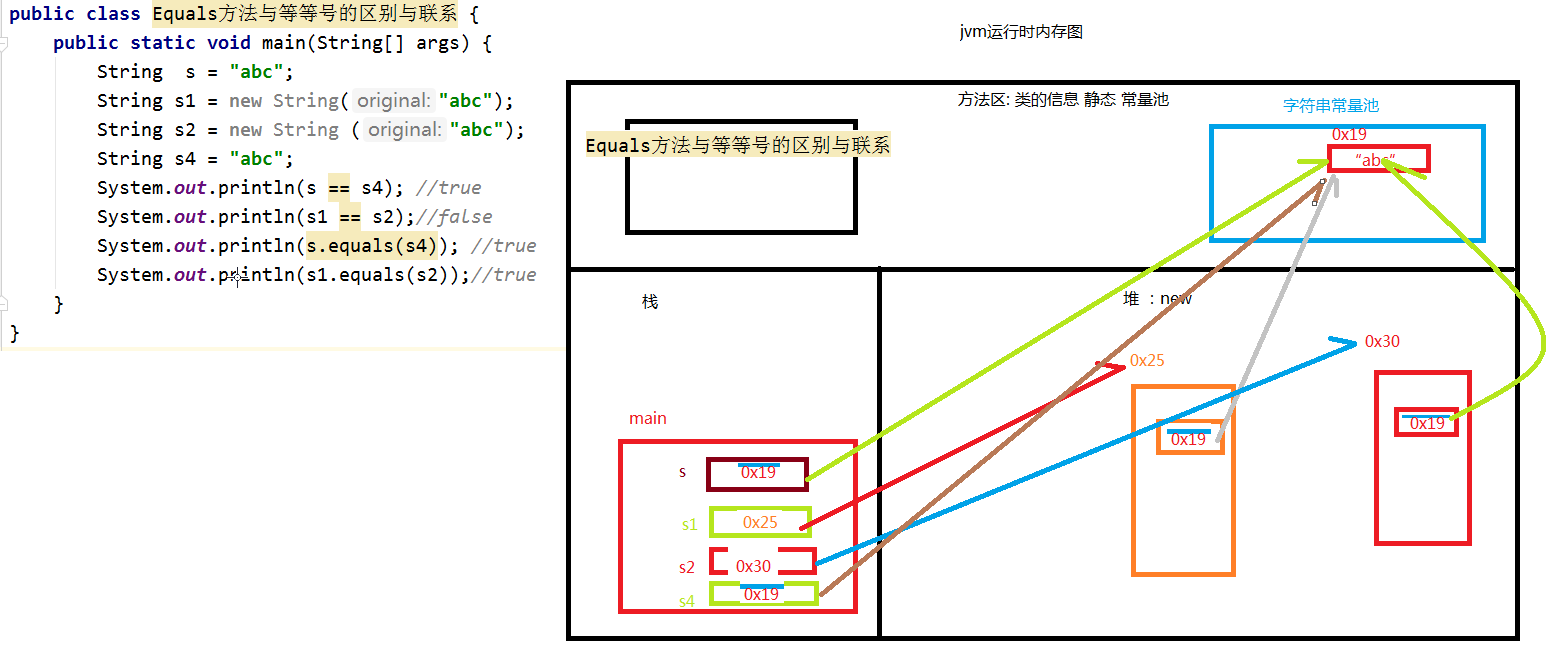 public class Equals方法与等等号的区别与联系 {
public static void main(String[] args) {
String  s = "abc";
String s1 = new String( original: "abc");
String s2 = new String ( original: "abc");
String s4 = "abc";
System.out.println(s == s4); //true
System.out.println(s1 == s2);//false
System.out.println(s.equals(s4)); //true
System.out.println(s1.equals(s2));//true
}
}
jvm运行时内存图
方法区: 类的信息 静态 常量池
字符串常量池
0x19
“abc“
Equals方法与等等号的区别与联系
栈
堆 ：new
0x25
0x30
0x19
0x19
main
s
0x19
s1
0x25
s2
0x30
s4
0x19